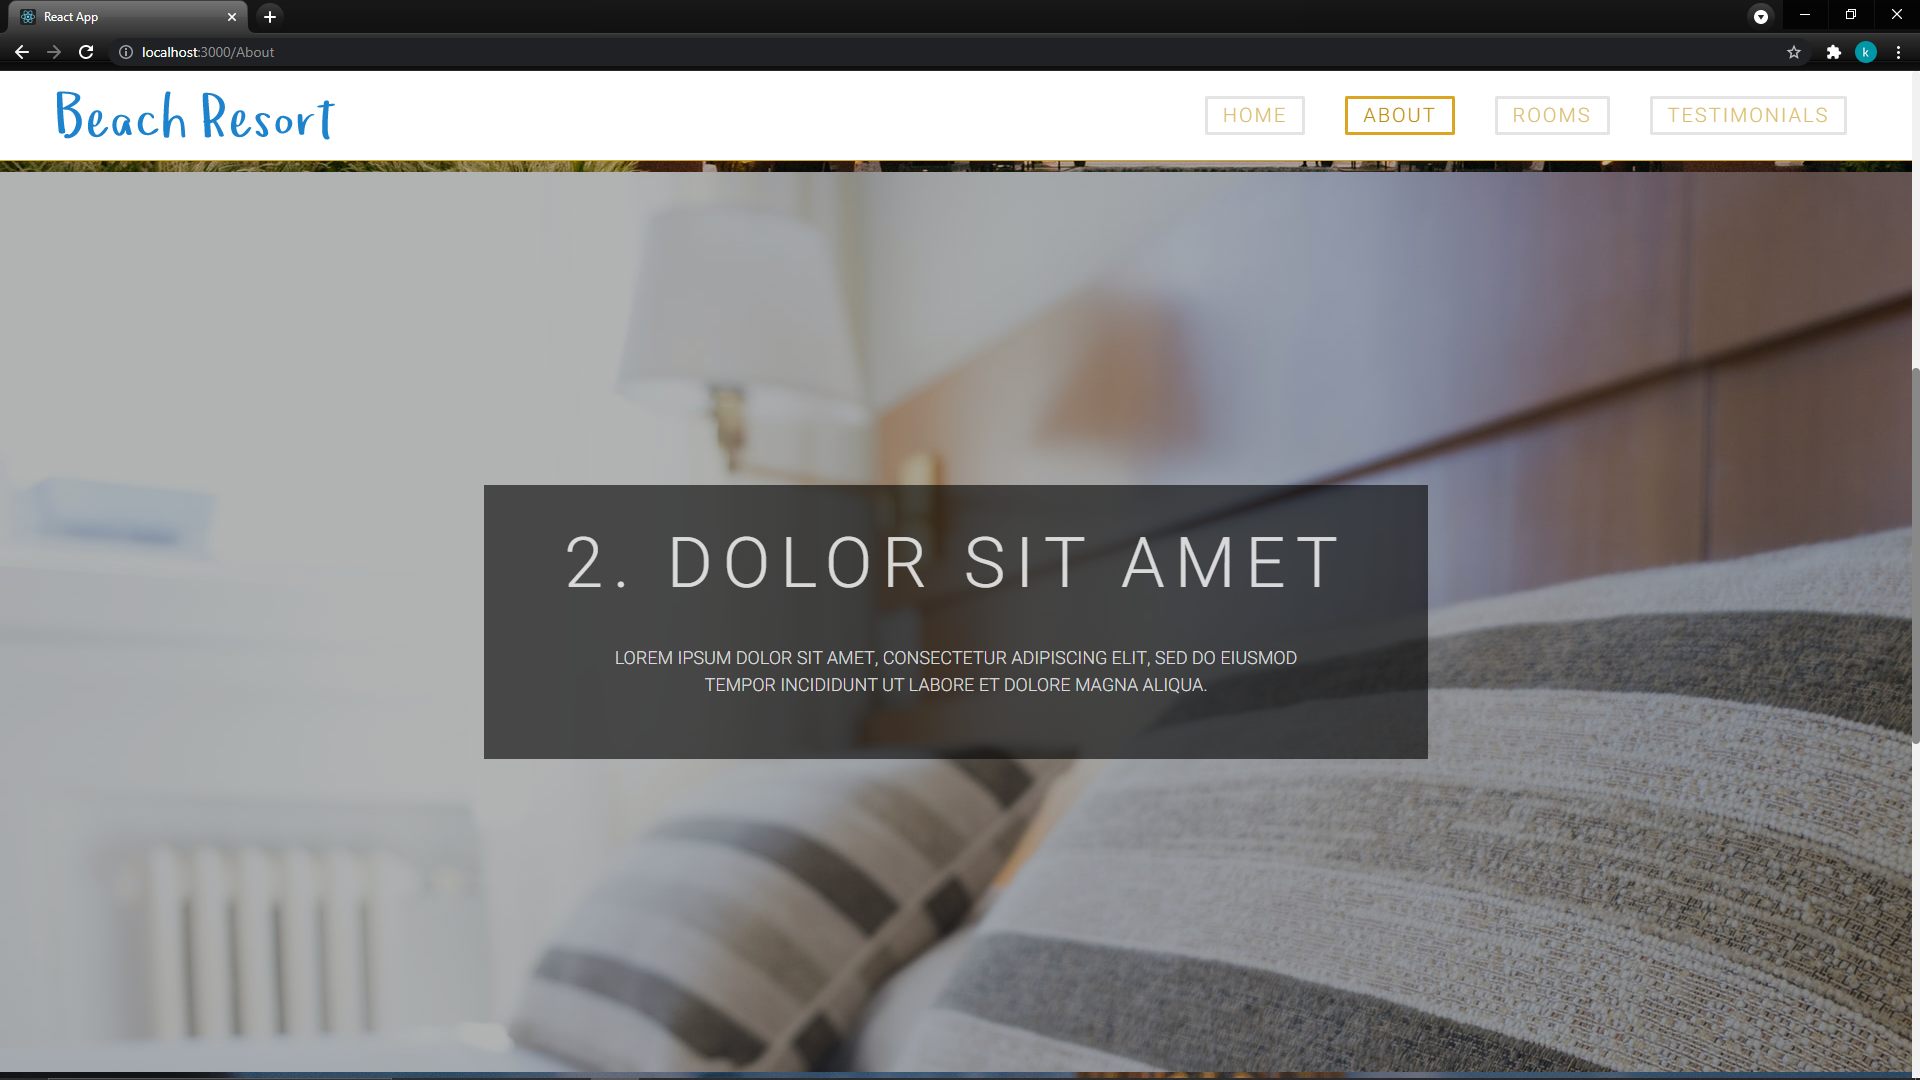 React App
localhost:3000/About
k
Beach Resort
HOME
ABOUT
ROOMS
TESTIMONIALS
2. DOLOR SIT AMET
LOREM IPSUM DOLOR SIT AMET, CONSECTETUR ADIPISCING ELIT, SED DO EIUSMOD
TEMPOR INCIDIDUNT UT LABORE ET DOLORE MAGNA ALIQUA.